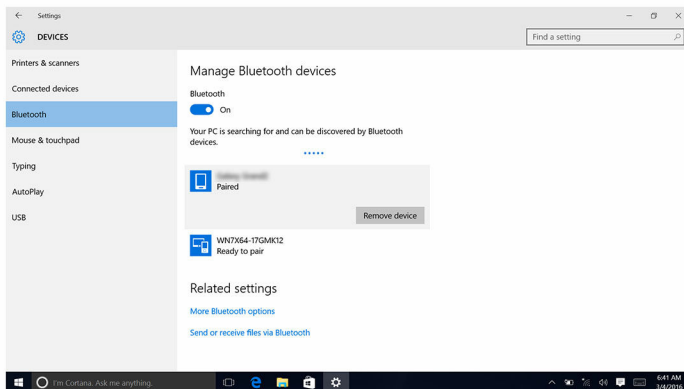 Settings
DEVICES
Find a setting
Printers & scanners
Connected devices
Bluetooth
Mouse & touchpad
Typing
AutoPlay
USB
Manage Bluetooth devices
Bluetooth
On
Your PC is searching for and can be discovered by Bluetooth
devices.
Paired
Remove device
WN7X64-17GMK12
Ready to pair
Related settings
More Bluetooth options
Send or receive files via Bluetooth
I'm Cortana. Ask me anything.
6:41 AM
3/4/2016